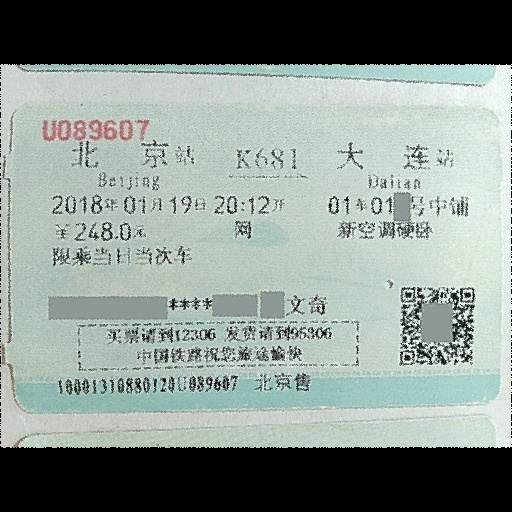 U089607
北京站 K681 大连站
Beijing Dalian
2018年01月19日20:12开 01车01号中铺
￥248.0元 网 新空调硬卧
限乘当日当次车
**** 文奇
买票请到12306 发货请到95306
中国铁路祝您旅途愉快
10001310880120U089607 北京售